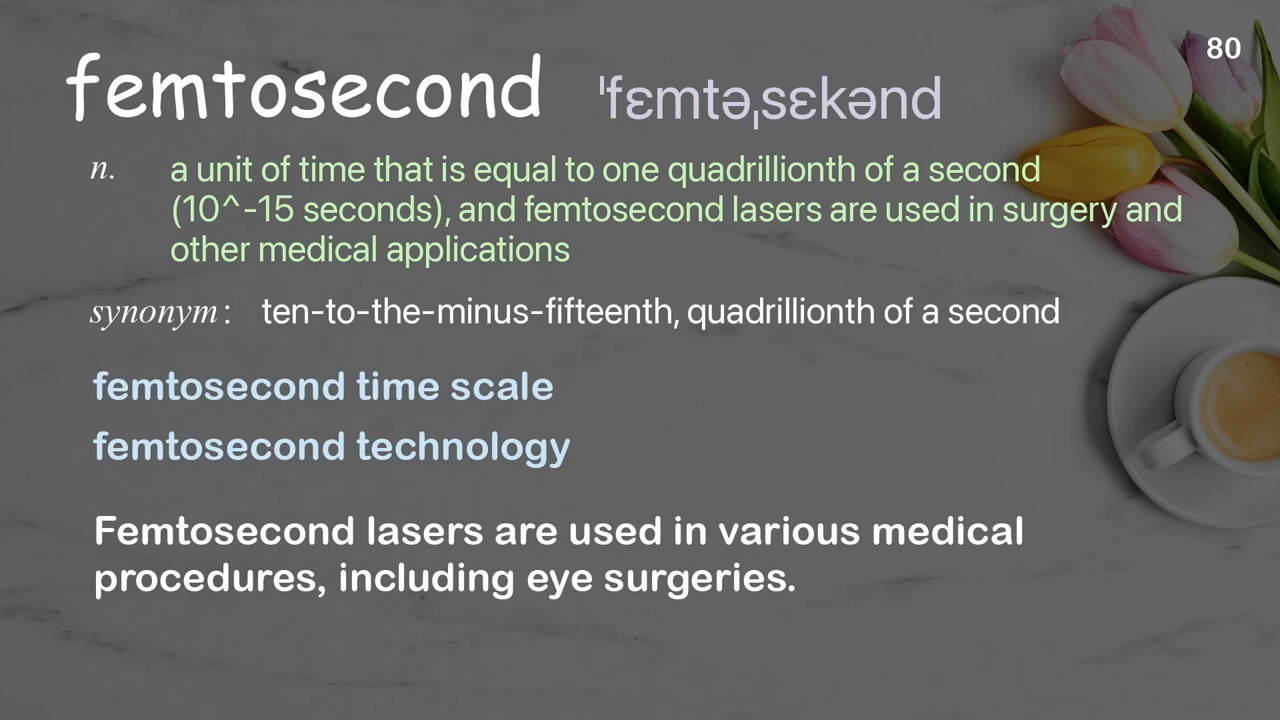 80
femtosecond ˈfɛmtəˌsɛkənd
n. a unit of time that is equal to one quadrillionth of a second
(10^-15 seconds), and femtosecond lasers are used in surgery and
other medical applications
synonym: ten-to-the-minus-fifteenth, quadrillionth of a second
femtosecond time scale
femtosecond technology
Femtosecond lasers are used in various medical
procedures, including eye surgeries.